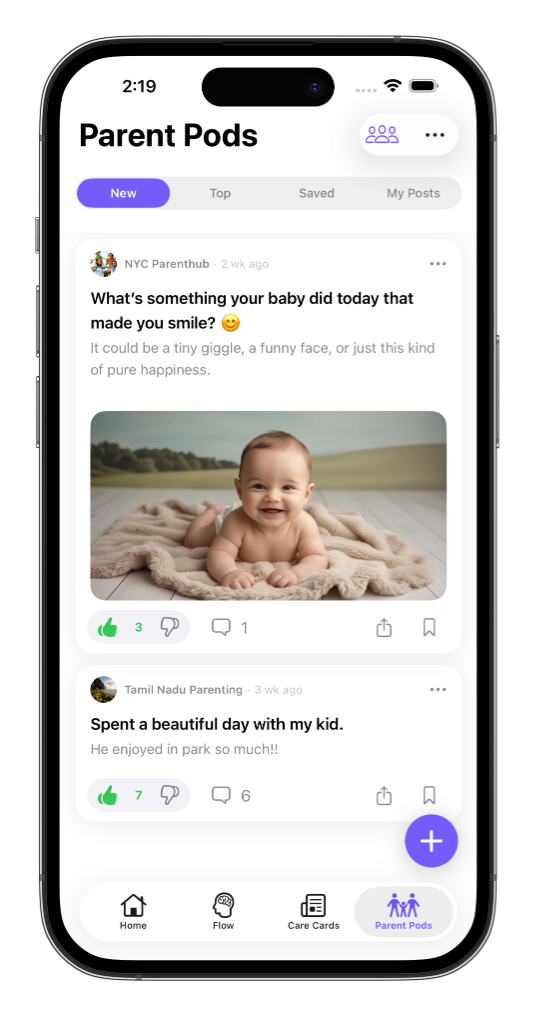 2:19
Parent Pods
New Top Saved My Posts
NYC Parenthub · 2 wk ago
What's something your baby did today that
made you smile? 😊
It could be a tiny giggle, a funny face, or just this kind
of pure happiness.
3 1
Tamil Nadu Parenting · 3 wk ago
Spent a beautiful day with my kid.
He enjoyed in park so much!!
7 6
Home Flow Care Cards Parent Pods